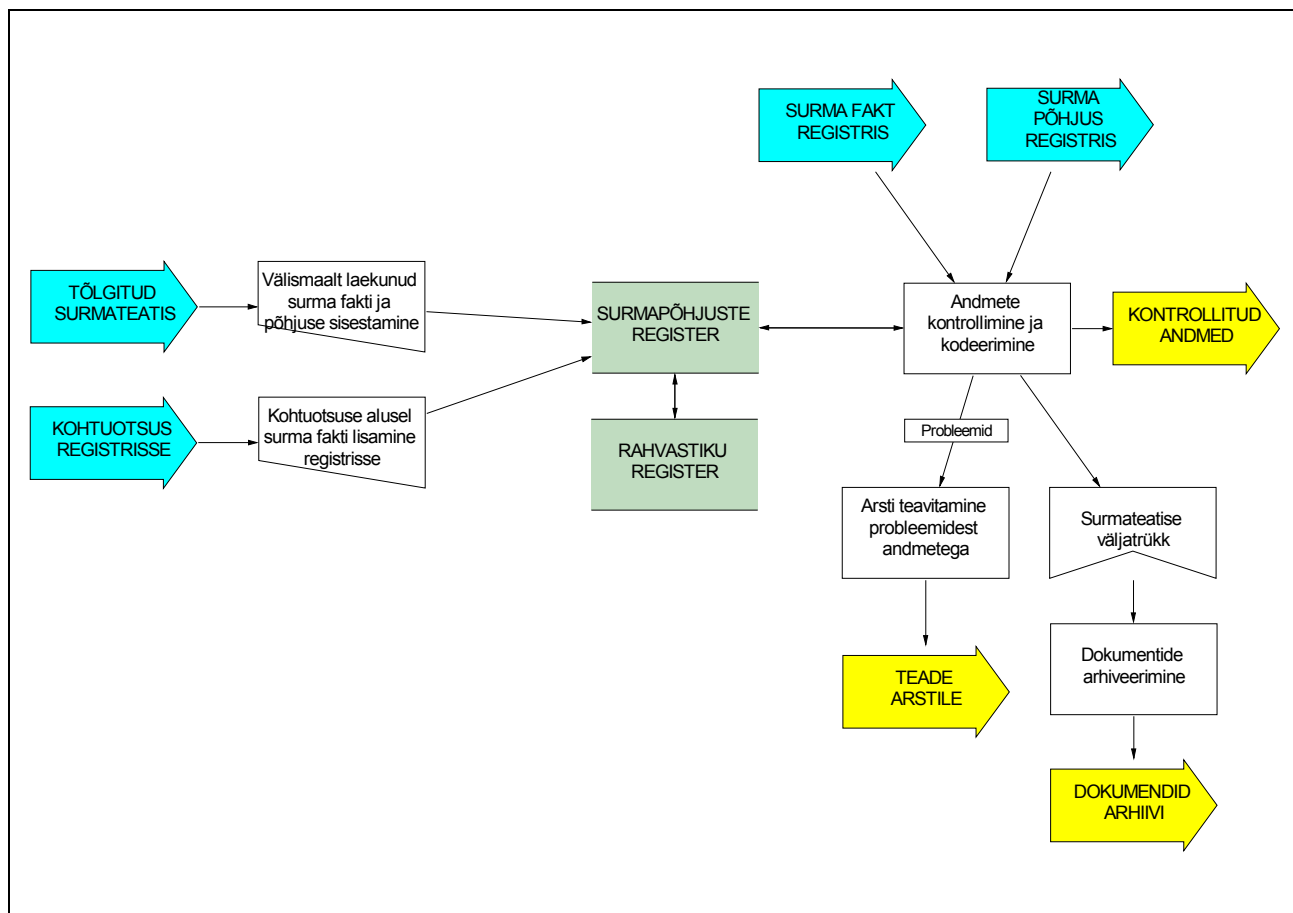 SURMA FAKT
REGISTRIS
SURMA
PÕHJUS
REGISTRIS
TÕLGITUD
SURMATEATIS
Välismaalt laekunud
surma fakti ja
põhjuse sisestamine
SURMAPÕHJUSTE
REGISTER
Andmete
kontrollimine ja
kodeerimine
KONTROLLITUD
ANDMED
KOHTUOTSUS
REGISTRISSE
Kohtuotsuse alusel
surma fakti lisamine
registrisse
RAHVASTIKU
REGISTER
Probleemid
Arsti teavitamine
probleemidest
andmetega
Surmateatise
väljatrükk
TEADE
ARSTILE
Dokumentide
arhiveerimine
DOKUMENDID
ARHIIVI